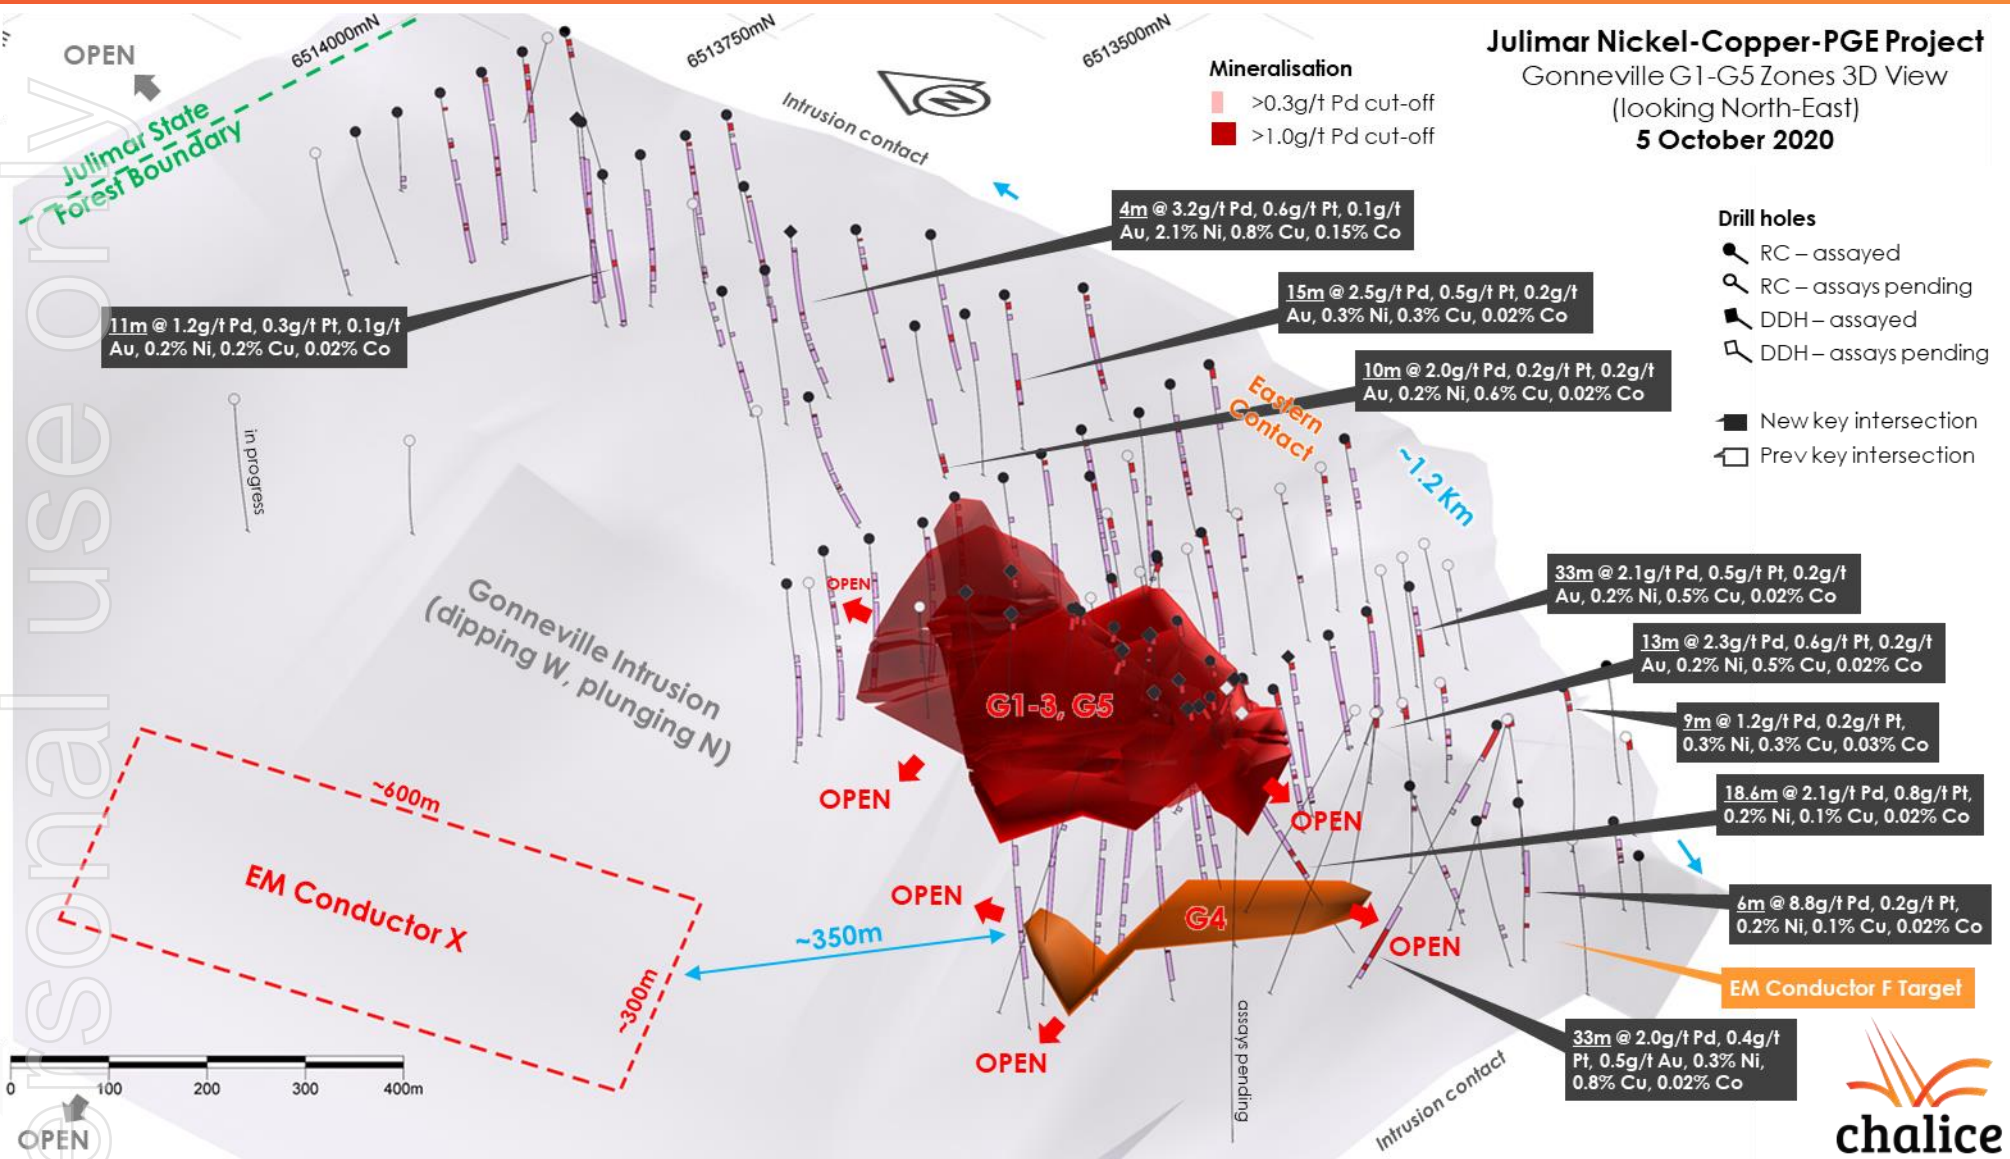 Julimar Nickel-Copper-PGE Project
Gonneville G1-G5 Zones 3D View
(looking North-East)
5 October 2020
OPEN
6514000mN
6513750mN
6513500mN
Julimar State
Forest Boundary
Intrusion contact
N
Mineralisation
>0.3g/t Pd cut-off
>1.0g/t Pd cut-off
Drill holes
RC – assayed
RC – assays pending
DDH – assayed
DDH – assays pending
New key intersection
Prev key intersection
4m @ 3.2g/t Pd, 0.6g/t Pt, 0.1g/t
Au, 2.1% Ni, 0.8% Cu, 0.15% Co
15m @ 2.5g/t Pd, 0.5g/t Pt, 0.2g/t
Au, 0.3% Ni, 0.3% Cu, 0.02% Co
11m @ 1.2g/t Pd, 0.3g/t Pt, 0.1g/t
Au, 0.2% Ni, 0.2% Cu, 0.02% Co
10m @ 2.0g/t Pd, 0.2g/t Pt, 0.2g/t
Au, 0.2% Ni, 0.6% Cu, 0.02% Co
Eastern
Contact
~1.2 Km
in progress
33m @ 2.1g/t Pd, 0.5g/t Pt, 0.2g/t
Au, 0.2% Ni, 0.5% Cu, 0.02% Co
OPEN
Gonneville Intrusion
(dipping W, plunging N)
13m @ 2.3g/t Pd, 0.6g/t Pt, 0.2g/t
Au, 0.2% Ni, 0.5% Cu, 0.02% Co
G1-3, G5
9m @ 1.2g/t Pd, 0.2g/t Pt,
0.3% Ni, 0.3% Cu, 0.03% Co
OPEN
OPEN
18.6m @ 2.1g/t Pd, 0.8g/t Pt,
0.2% Ni, 0.1% Cu, 0.02% Co
~600m
EM Conductor X
~300m
OPEN
~350m
G4
OPEN
6m @ 8.8g/t Pd, 0.2g/t Pt,
0.2% Ni, 0.1% Cu, 0.02% Co
EM Conductor F Target
OPEN
assays pending
33m @ 2.0g/t Pd, 0.4g/t
Pt, 0.5g/t Au, 0.3% Ni,
0.8% Cu, 0.02% Co
Intrusion contact
0 100 200 300 400m
OPEN
chalice
ersonal use only